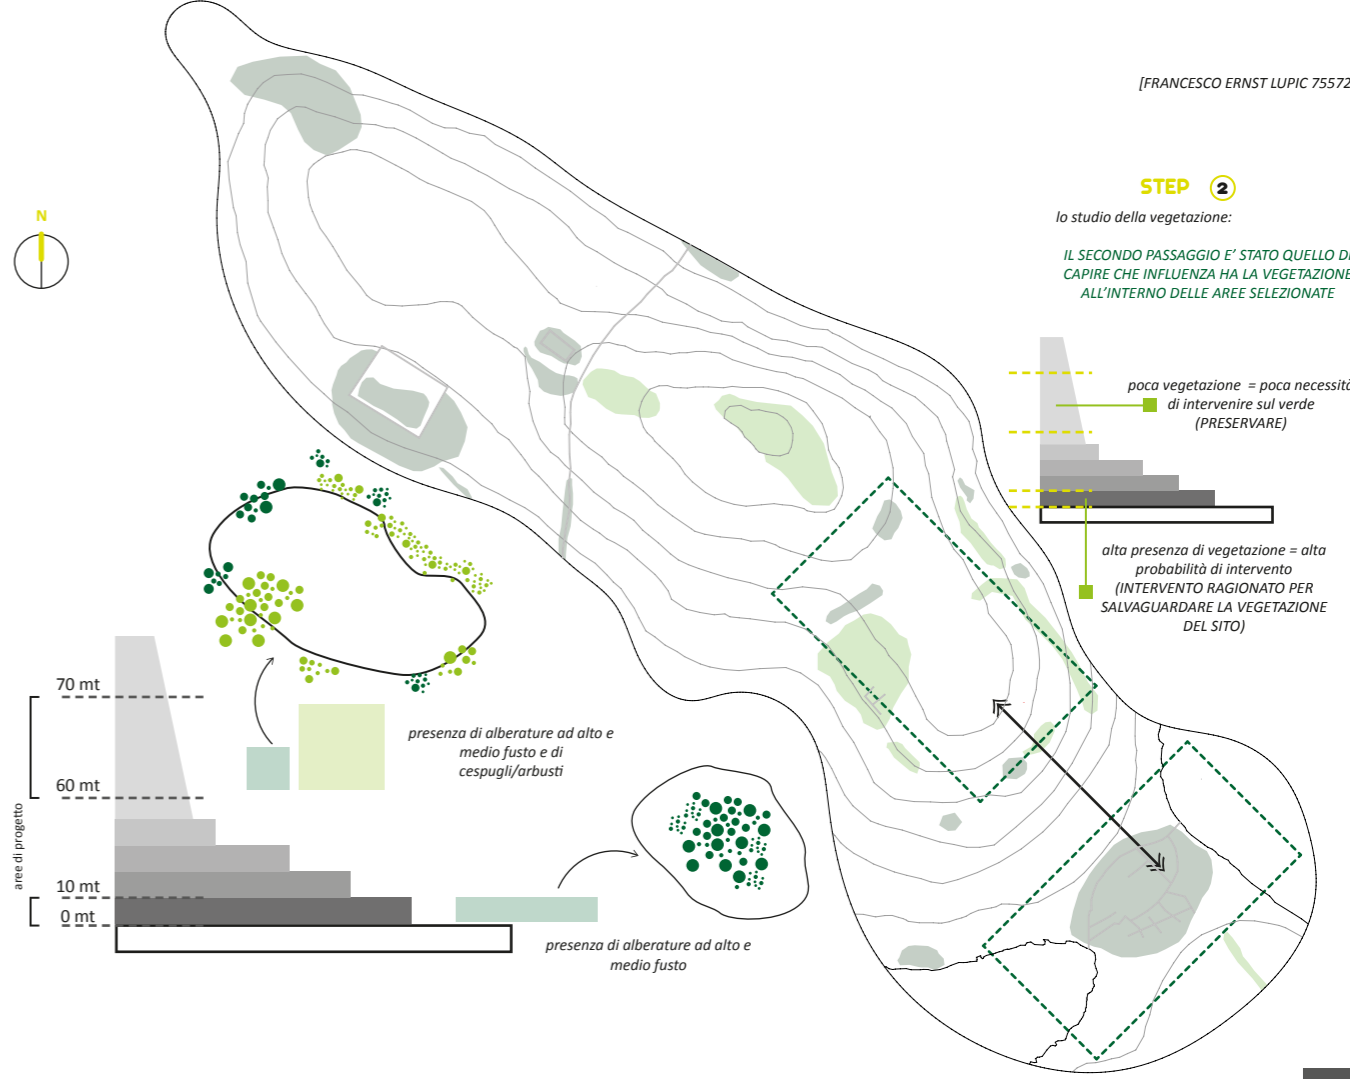 [FRANCESCO ERNST LUPIC 75572
STEP 2
lo studio della vegetazione:
IL SECONDO PASSAGGIO E' STATO QUELLO DI
CAPIRE CHE INFLUENZA HA LA VEGETAZIONE
ALL'INTERNO DELLE AREE SELEZIONATE
N
poca vegetazione = poca necessità
di intervenire sul verde
(PRESERVARE)
alta presenza di vegetazione = alta
probabilità di intervento
(INTERVENTO RAGIONATO PER
SALVAGUARDARE LA VEGETAZIONE
DEL SITO)
70 mt
60 mt
10 mt
0 mt
aree di progetto
presenza di alberature ad alto e
medio fusto e di
cespugli/arbusti
presenza di alberature ad alto e
medio fusto